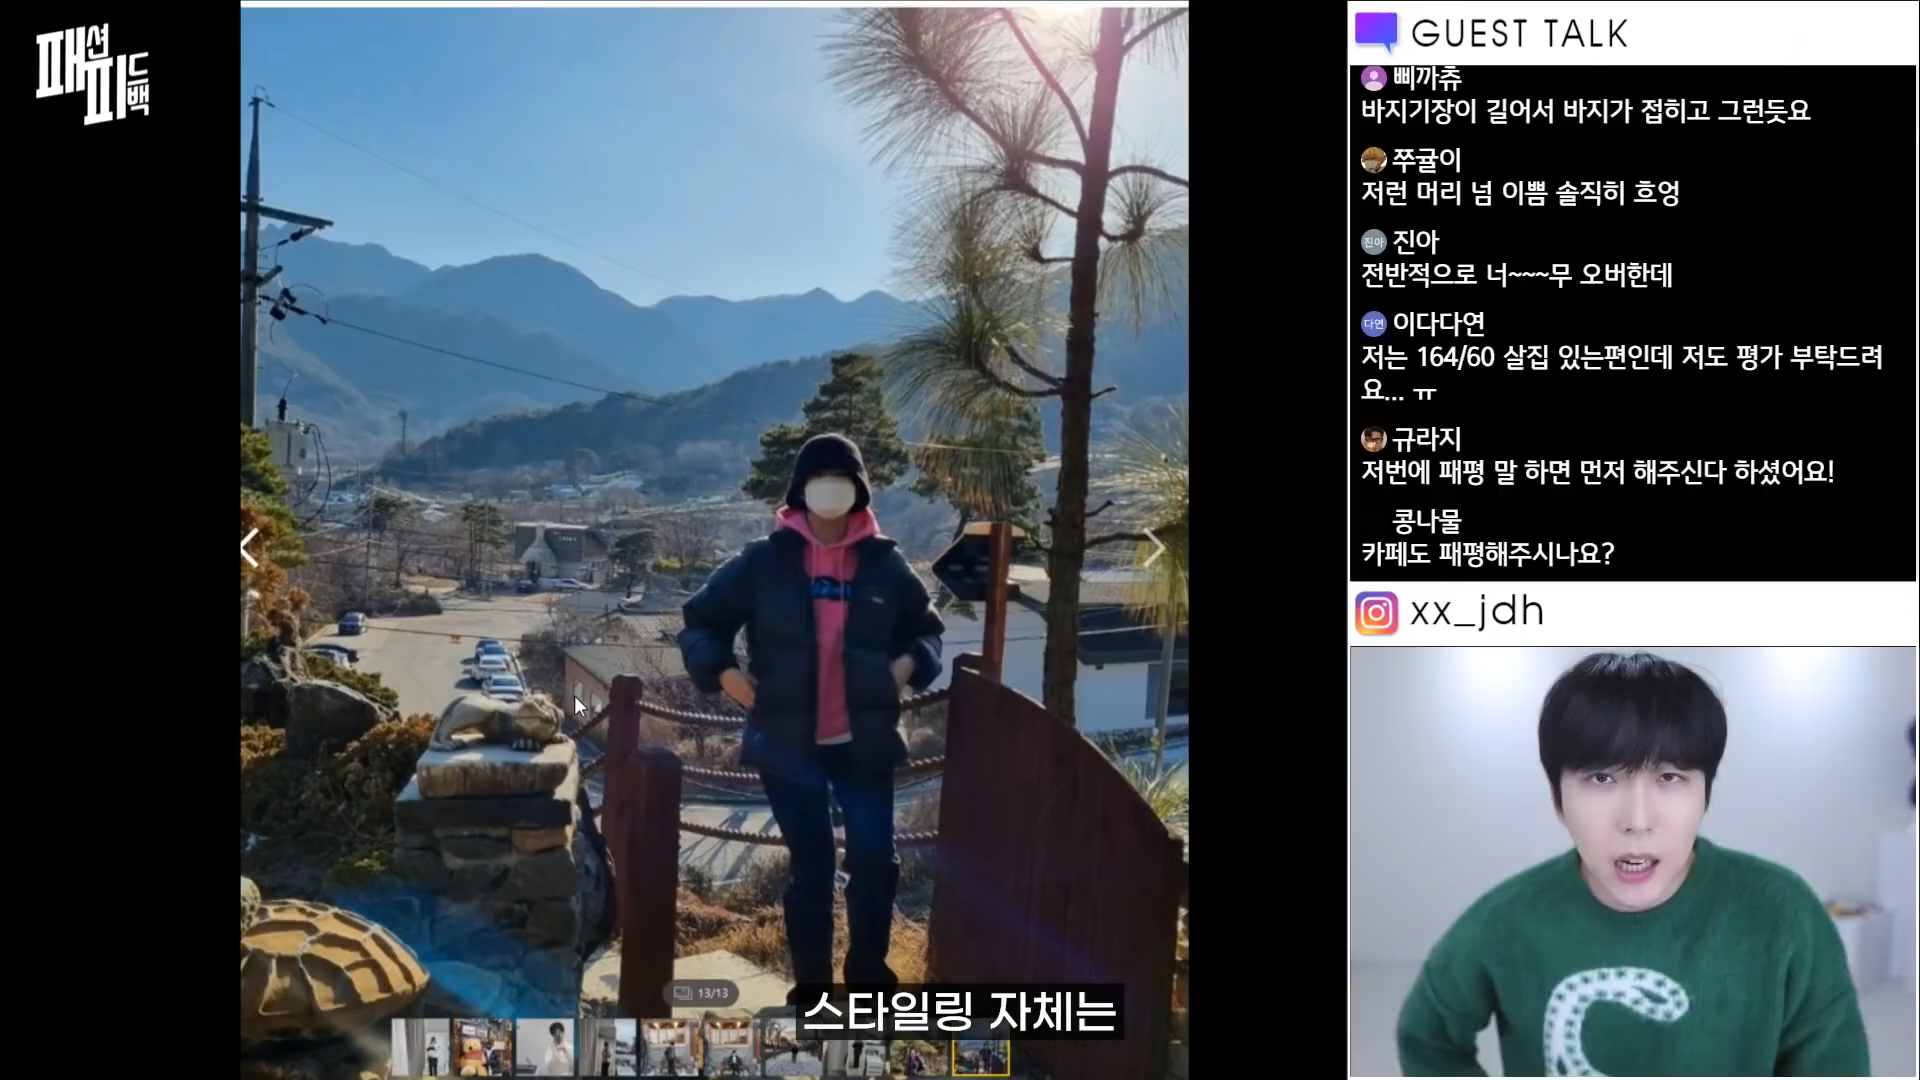 패션
피드백
GUEST TALK
삐까츄
바지기장이 길어서 바지가 접히고 그런듯요
쭈귤이
저런 머리 넘 이쁨 솔직히 흐엉
진아 진아
전반적으로 너~~~무 오버한데
다연 이다다연
저는 164/60 살집 있는편인데 저도 평가 부탁드려
요... ㅠ
규라지
저번에 패평 말 하면 먼저 해주신다 하셨어요!
콩나물
카페도 패평해주시나요?
xx_jdh
13/13
스타일링 자체는